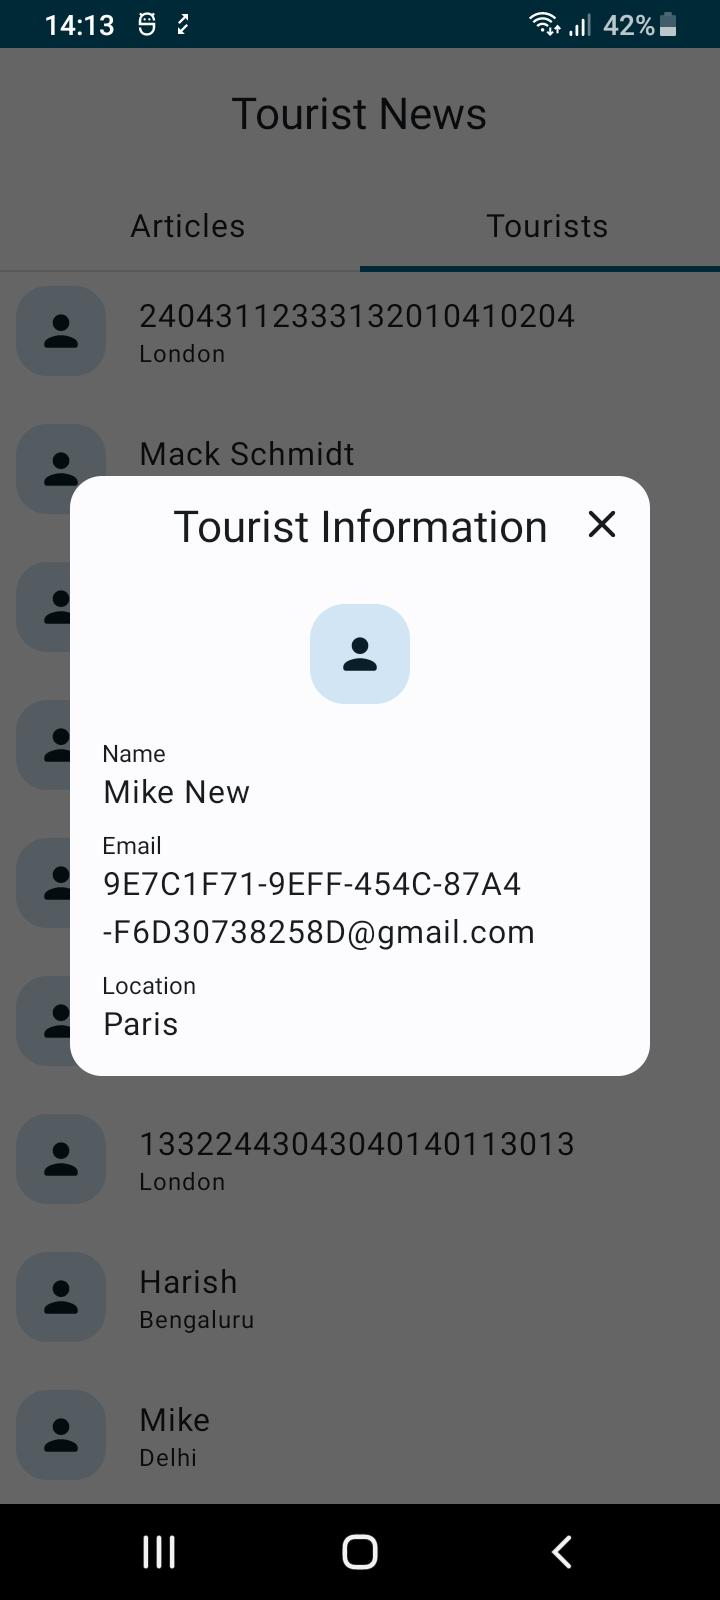 14:13
42%
Tourist News
Articles
Tourists
24043112333132010410204
London
Mack Schmidt
Tourist Information
Name
Mike New
Email
9E7C1F71-9EFF-454C-87A4
-F6D30738258D@gmail.com
Location
Paris
13322443043040140113013
London
Harish
Bengaluru
Mike
Delhi